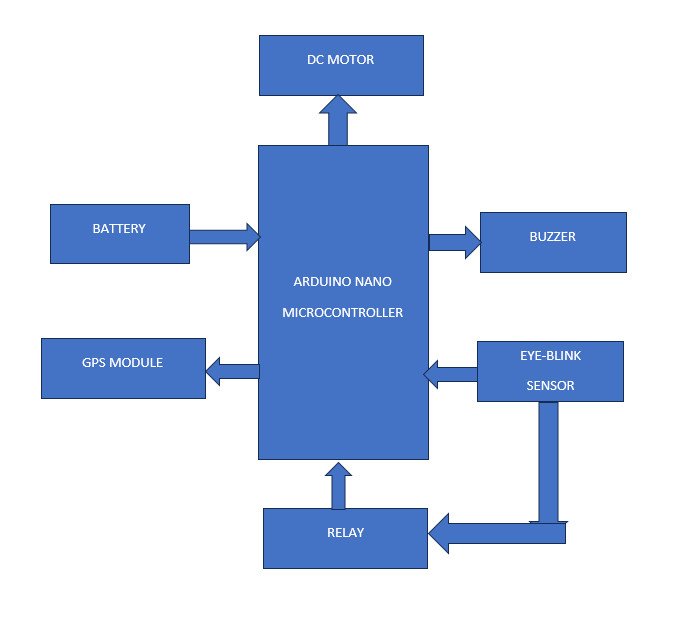 DC MOTOR
BATTERY
BUZZER
ARDUINO NANO
MICROCONTROLLER
GPS MODULE
EYE-BLINK
SENSOR
RELAY